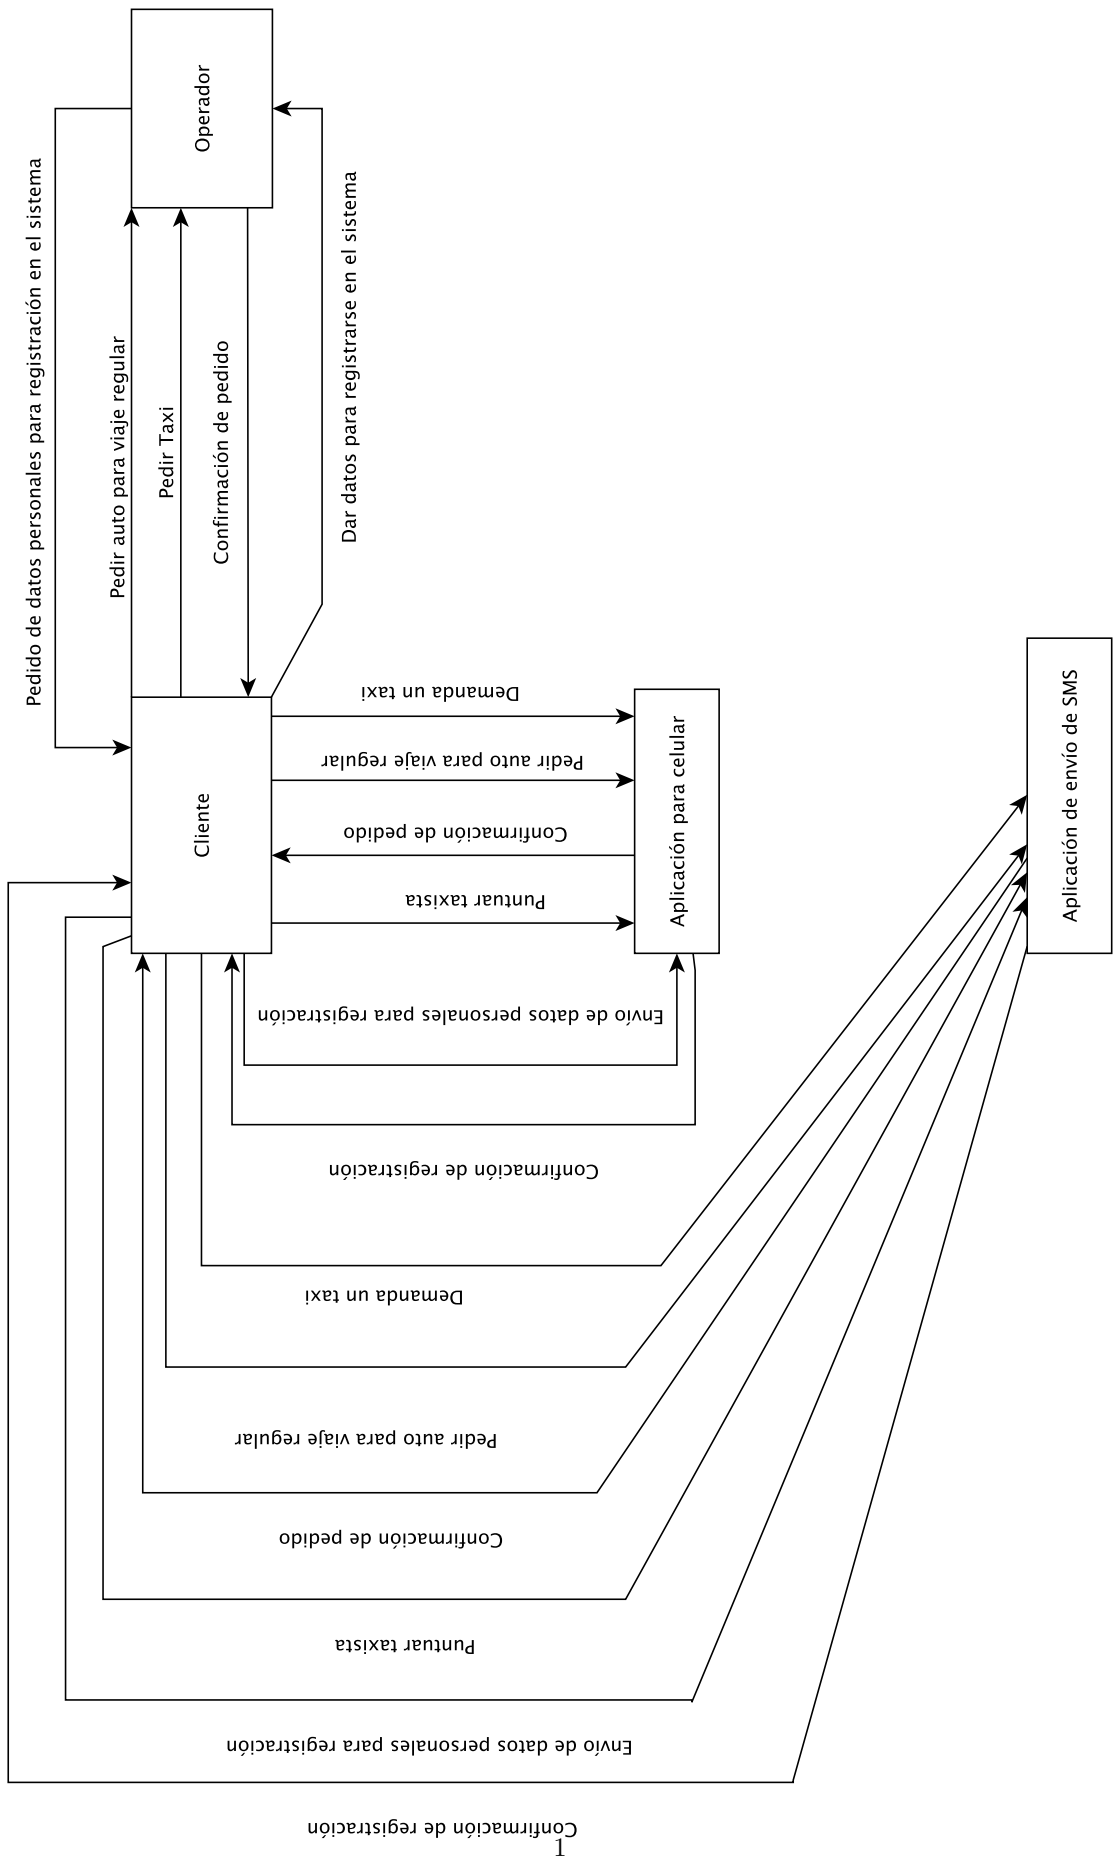 Operador
Pedido de datos personales para registración en el sistema
Pedir auto para viaje regular
Pedir Taxi
Confirmación de pedido
Dar datos para registrarse en el sistema
Cliente
Demanda un taxi
Pedir auto para viaje regular
Confirmación de pedido
Puntuar taxista
Aplicación para celular
Aplicación de envío de SMS
Envío de datos personales para registración
Confirmación de registración
Demanda un taxi
Pedir auto para viaje regular
Confirmación de pedido
Puntuar taxista
Envío de datos personales para registración
Confirmación de registración
1